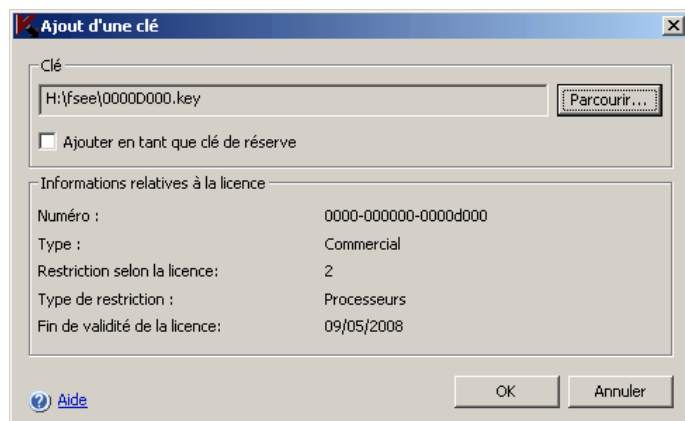 Ajout d'une clé
Clé
H:\fsee\0000D000.key
Parcourir...
Ajouter en tant que clé de réserve
Informations relatives à la licence
Numéro : 0000-000000-0000d000
Type : Commercial
Restriction selon la licence: 2
Type de restriction : Processeurs
Fin de validité de la licence: 09/05/2008
Aide
OK
Annuler